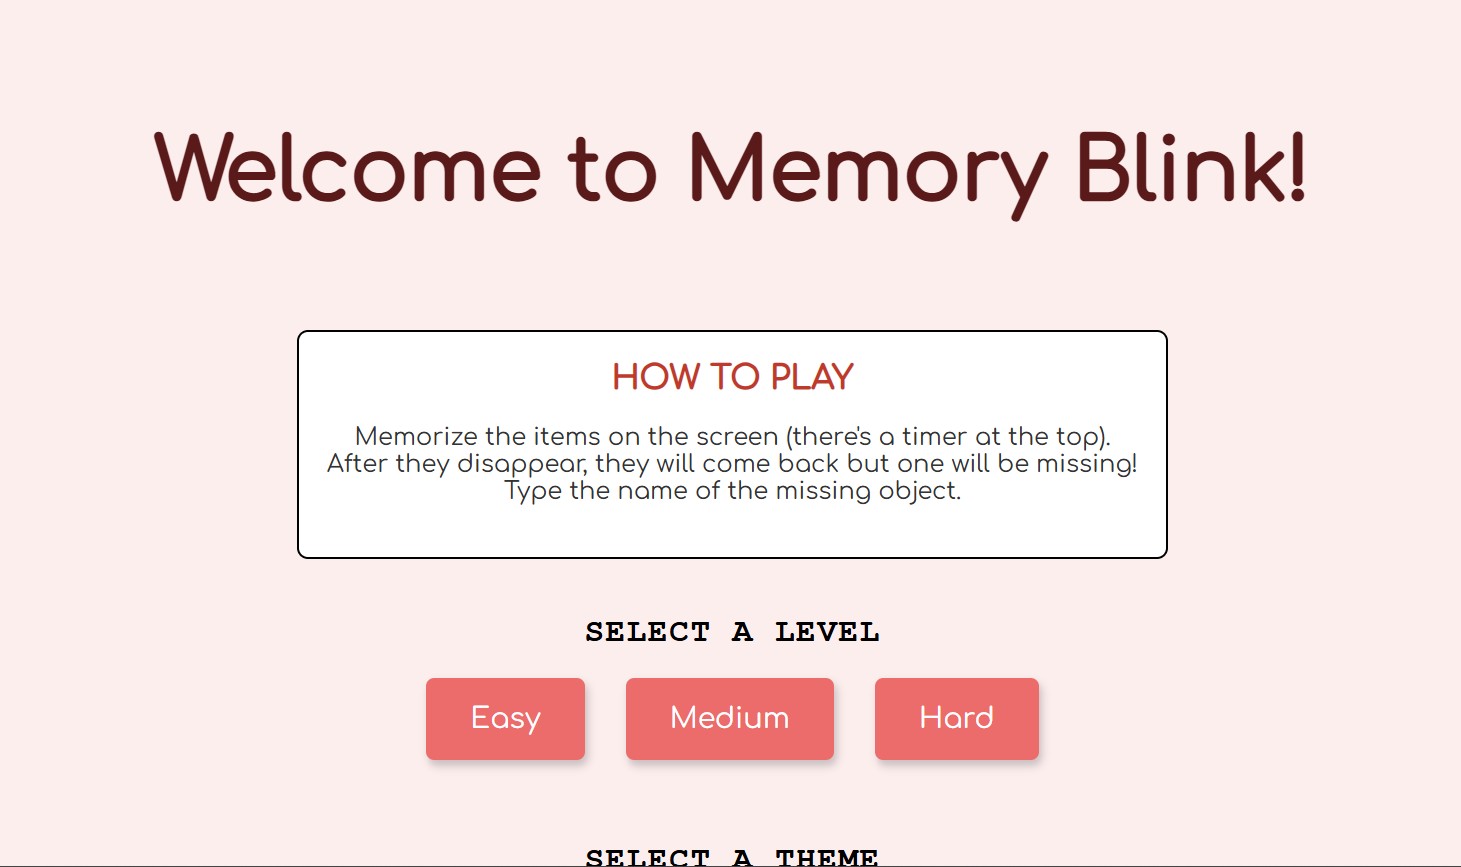 Welcome to Memory Blink!
HOW TO PLAY
Memorize the items on the screen (there's a timer at the top).
After they disappear, they will come back but one will be missing!
Type the name of the missing object.
SELECT A LEVEL
Easy
Medium
Hard
SELECT A THEME